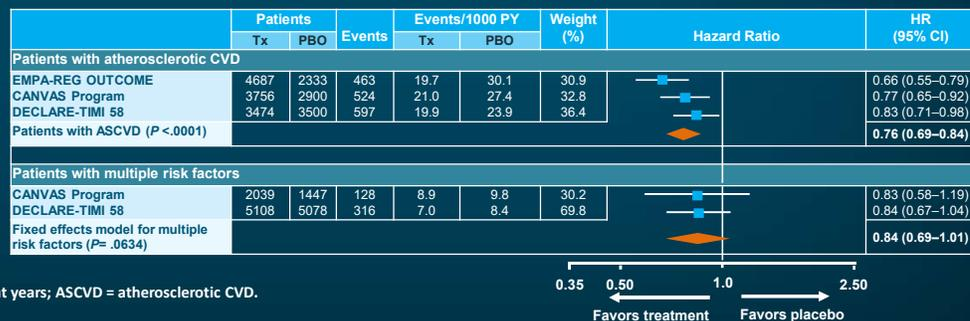 Patients Events Events/1000 PY Weight (%) Hazard Ratio HR (95% CI)
Tx PBO Tx PBO
Patients with atherosclerotic CVD
EMPA-REG OUTCOME 4687 2333 463 19.7 30.1 30.9 0.66 (0.55–0.79)
CANVAS Program 3756 2900 524 21.0 27.4 32.8 0.77 (0.65–0.92)
DECLARE-TIMI 58 3474 3500 597 19.9 23.9 36.4 0.83 (0.71–0.98)
Patients with ASCVD (P <.0001) 0.76 (0.69–0.84)
Patients with multiple risk factors
CANVAS Program 2039 1447 128 8.9 9.8 30.2 0.83 (0.58–1.19)
DECLARE-TIMI 58 5108 5078 316 7.0 8.4 69.8 0.84 (0.67–1.04)
Fixed effects model for multiple
risk factors (P= .0634) 0.84 (0.69–1.01)
0.35 0.50 1.0 2.50
t years; ASCVD = atherosclerotic CVD.
Favors treatment Favors placebo